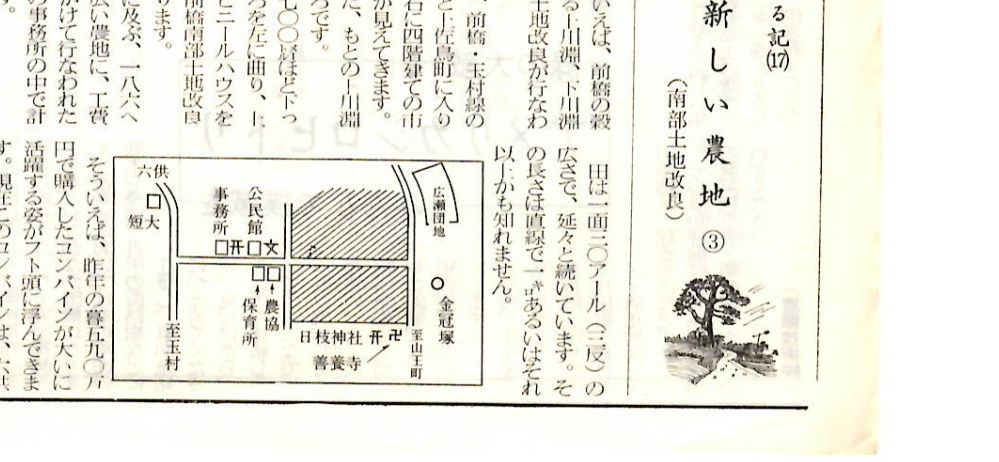 る記(17)
新しい農地③
(南部土地改良)
いえば、前橋の穀
る上川淵、下川淵
土地改良が行なわ
、前橋・玉村線の
と上佐鳥町に入り
右に四階建ての市
が見えてきます。
た、もとの上川淵
ろです。
七〇〇㍍ほど下っ
ろを左に曲り、上
ビニールハウスを
前橋南部土地改良
ります。
に及ぶ、一八六ヘ
広い農地に、工費
かけて行なわれた
の事務所の中で計
す。
田は一面三〇アール(三反)の
広さで、延々と続いています。そ
の長さは直線で一㌔あるいはそれ
以上かも知れません。
広瀬団地
金冠塚
至山王町
日枝神社
善養寺
公民館
事務所
農協
保育所
六供
短大
至玉村
文
そういえば、昨年の暮五九〇万
円で購入したコンバインが大いに
活躍する姿がフト頭に浮んできま
す。現在このコンバインは、